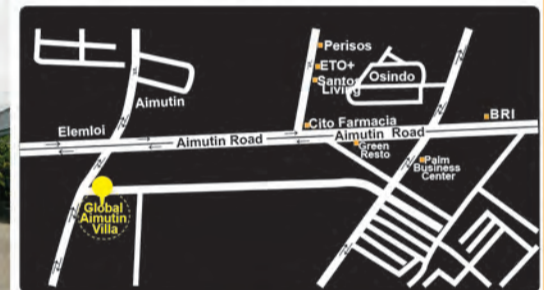 Perisos
ETO+
Santos
Living
Osindo
Aimutin
Elemloi
Cito Farmacia
BRI
Aimutin Road
Aimutin Road
Green
Resto
Palm
Business
Center
Global
Aimutin
Villa